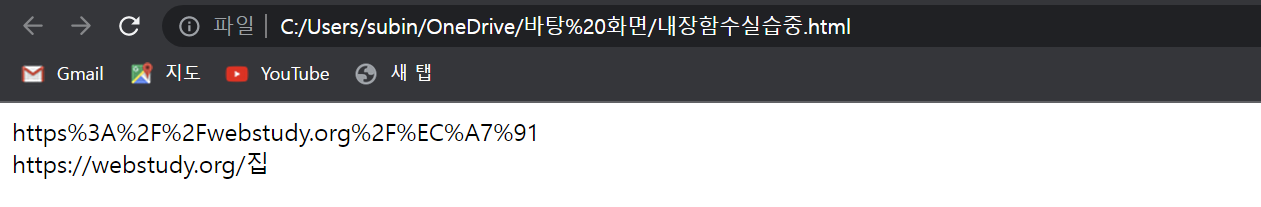 파일 C:/Users/subin/OneDrive/바탕%20화면/내장함수실습중.html
Gmail 지도 YouTube 새 탭
https%3A%2F%2Fwebstudy.org%2F%EC%A7%91
https://webstudy.org/집